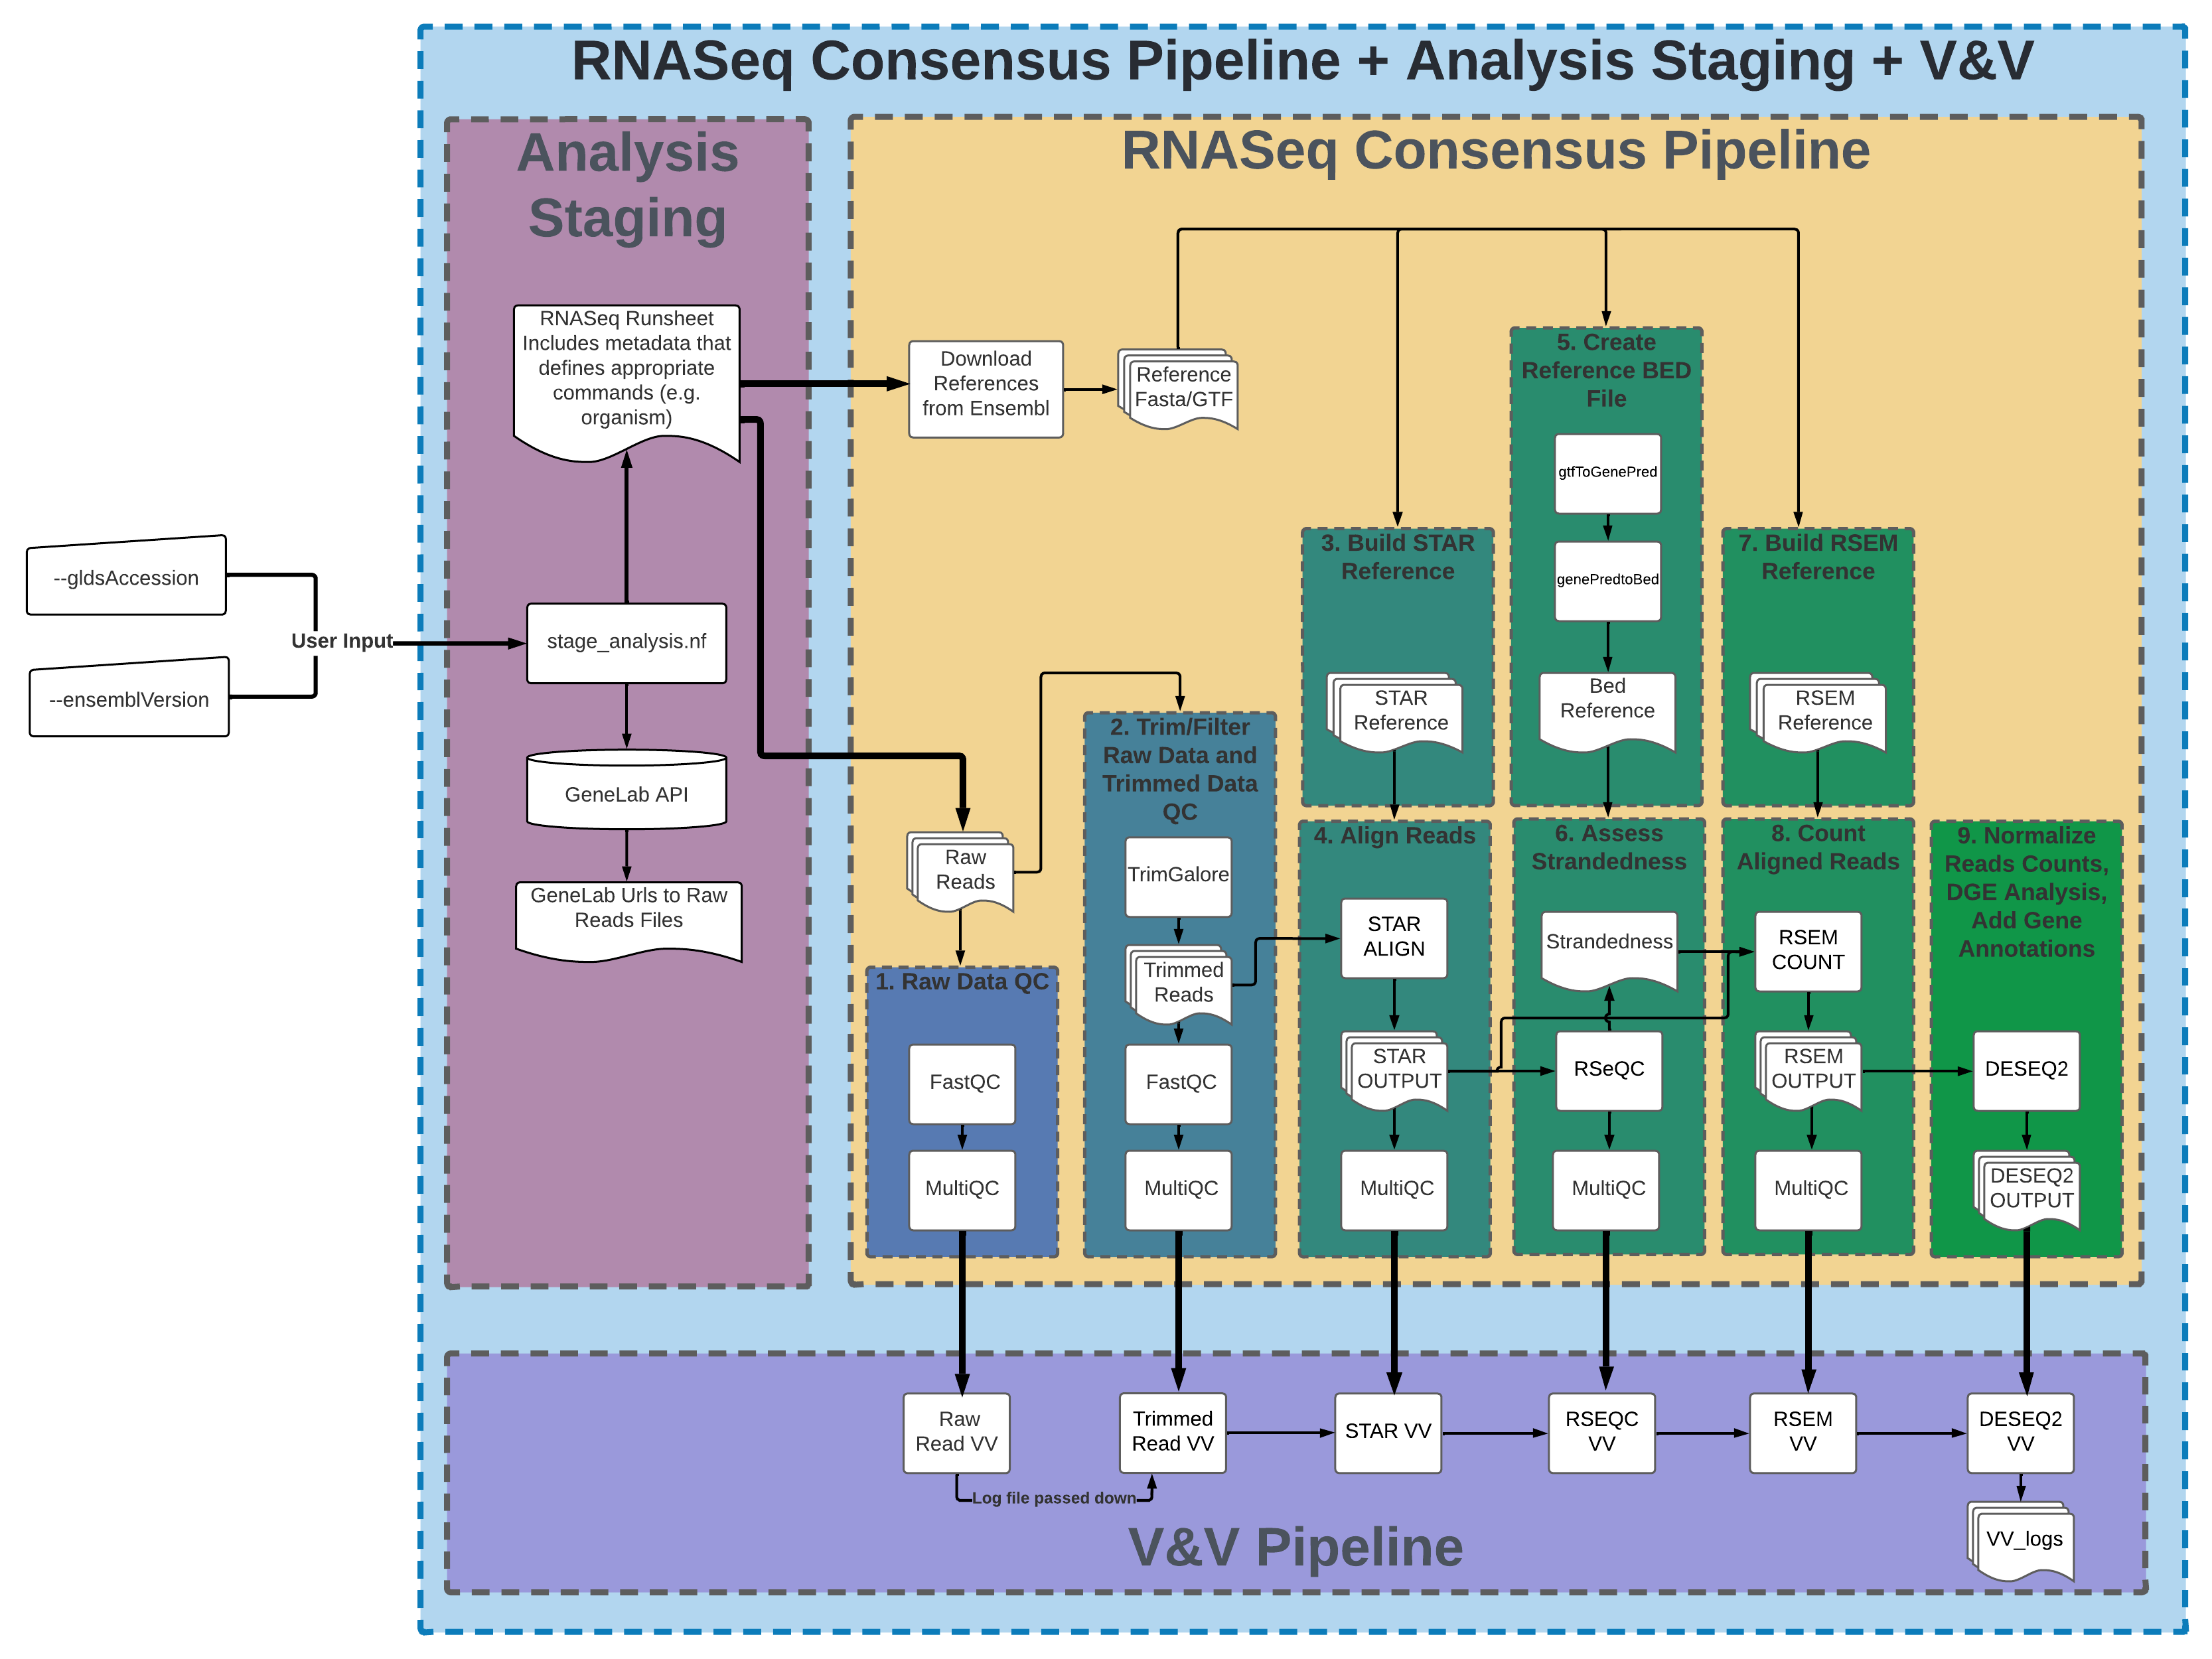 RNASeq Consensus Pipeline + Analysis Staging + V&V
Analysis
Staging
RNASeq Runsheet
Includes metadata that
defines appropriate
commands (e.g.
organism)
--gldsAccession
--ensemblVersion
User Input
stage_analysis.nf
GeneLab API
GeneLab Urls to Raw
Reads Files
RNASeq Consensus Pipeline
Download
References
from Ensembl
Reference
Fasta/GTF
Raw
Reads
1. Raw Data QC
FastQC
MultiQC
2. Trim/Filter
Raw Data and
Trimmed Data
QC
TrimGalore
Trimmed
Reads
FastQC
MultiQC
3. Build STAR
Reference
STAR
Reference
4. Align Reads
STAR
ALIGN
STAR
OUTPUT
MultiQC
5. Create
Reference BED
File
gtfToGenePred
genePredtoBed
Bed
Reference
6. Assess
Strandedness
Strandedness
RSeQC
MultiQC
7. Build RSEM
Reference
RSEM
Reference
8. Count
Aligned Reads
RSEM
COUNT
RSEM
OUTPUT
MultiQC
9. Normalize
Reads Counts,
DGE Analysis,
Add Gene
Annotations
DESEQ2
DESEQ2
OUTPUT
Raw
Read VV
Log file passed down
Trimmed
Read VV
STAR VV
RSEQC
VV
RSEM
VV
DESEQ2
VV
VV_logs
V&V Pipeline